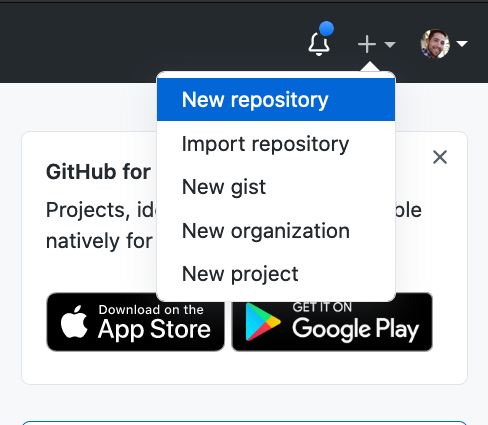 New repository
Import repository
New gist
New organization
New project
GitHub for
Projects, ble
natively for
Download on the
App Store
GET IT ON
Google Play